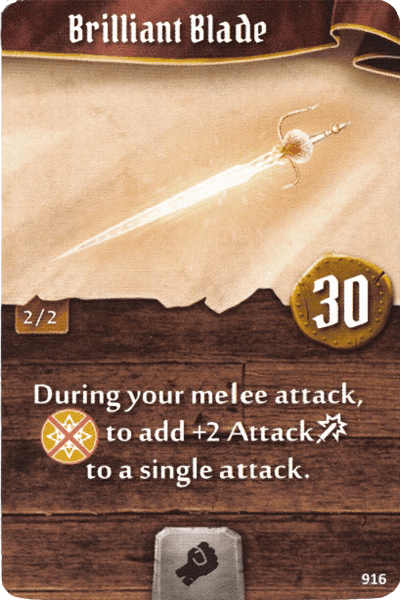 Brilliant Blade
2/2
30
During your melee attack,
to add +2 Attack
to a single attack.
916